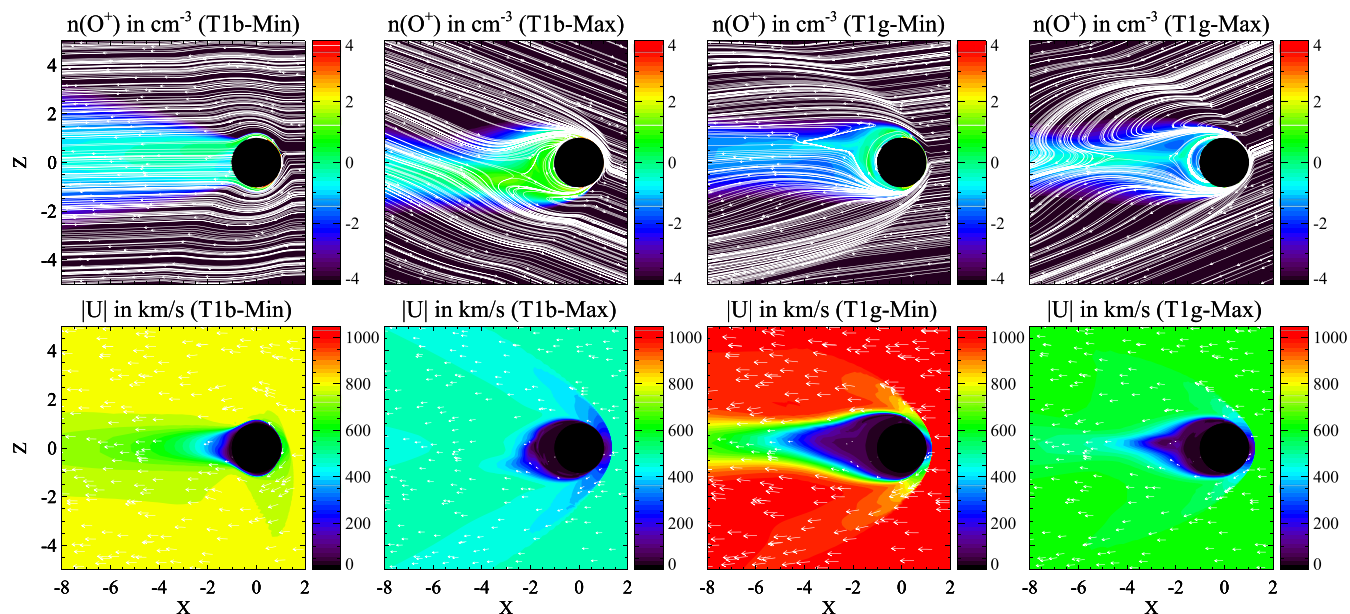 n(O⁺) in cm⁻³ (T1b-Min) n(O⁺) in cm⁻³ (T1b-Max) n(O⁺) in cm⁻³ (T1g-Min) n(O⁺) in cm⁻³ (T1g-Max)
4 4 4 4 4
2 2 2 2 2
Z 0 0 0 0 0
-2 -2 -2 -2 -2
-4 -4 -4 -4 -4
|U| in km/s (T1b-Min) |U| in km/s (T1b-Max) |U| in km/s (T1g-Min) |U| in km/s (T1g-Max)
1000 1000 1000 1000
4
800 800 800 800
2
600 600 600 600
Z 0
400 400 400 400
-2
200 200 200 200
-4
0 0 0 0
-8 -6 -4 -2 0 2 -8 -6 -4 -2 0 2 -8 -6 -4 -2 0 2 -8 -6 -4 -2 0 2
X X X X